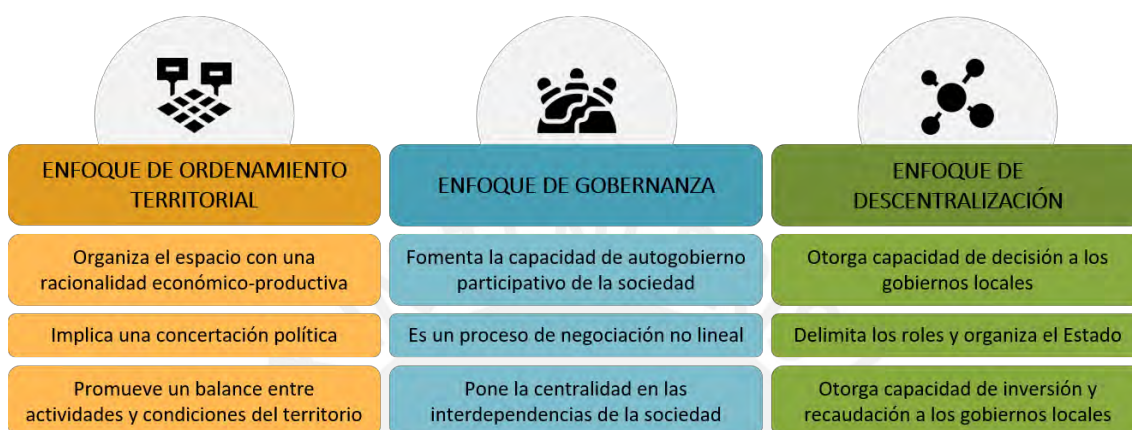 ENFOQUE DE ORDENAMIENTO
TERRITORIAL
Organiza el espacio con una
racionalidad económico-productiva
Implica una concertación política
Promueve un balance entre
actividades y condiciones del territorio
ENFOQUE DE GOBERNANZA
Fomenta la capacidad de autogobierno
participativo de la sociedad
Es un proceso de negociación no lineal
Pone la centralidad en las
interdependencias de la sociedad
ENFOQUE DE
DESCENTRALIZACIÓN
Otorga capacidad de decisión a los
gobiernos locales
Delimita los roles y organiza el Estado
Otorga capacidad de inversión y
recaudación a los gobiernos locales